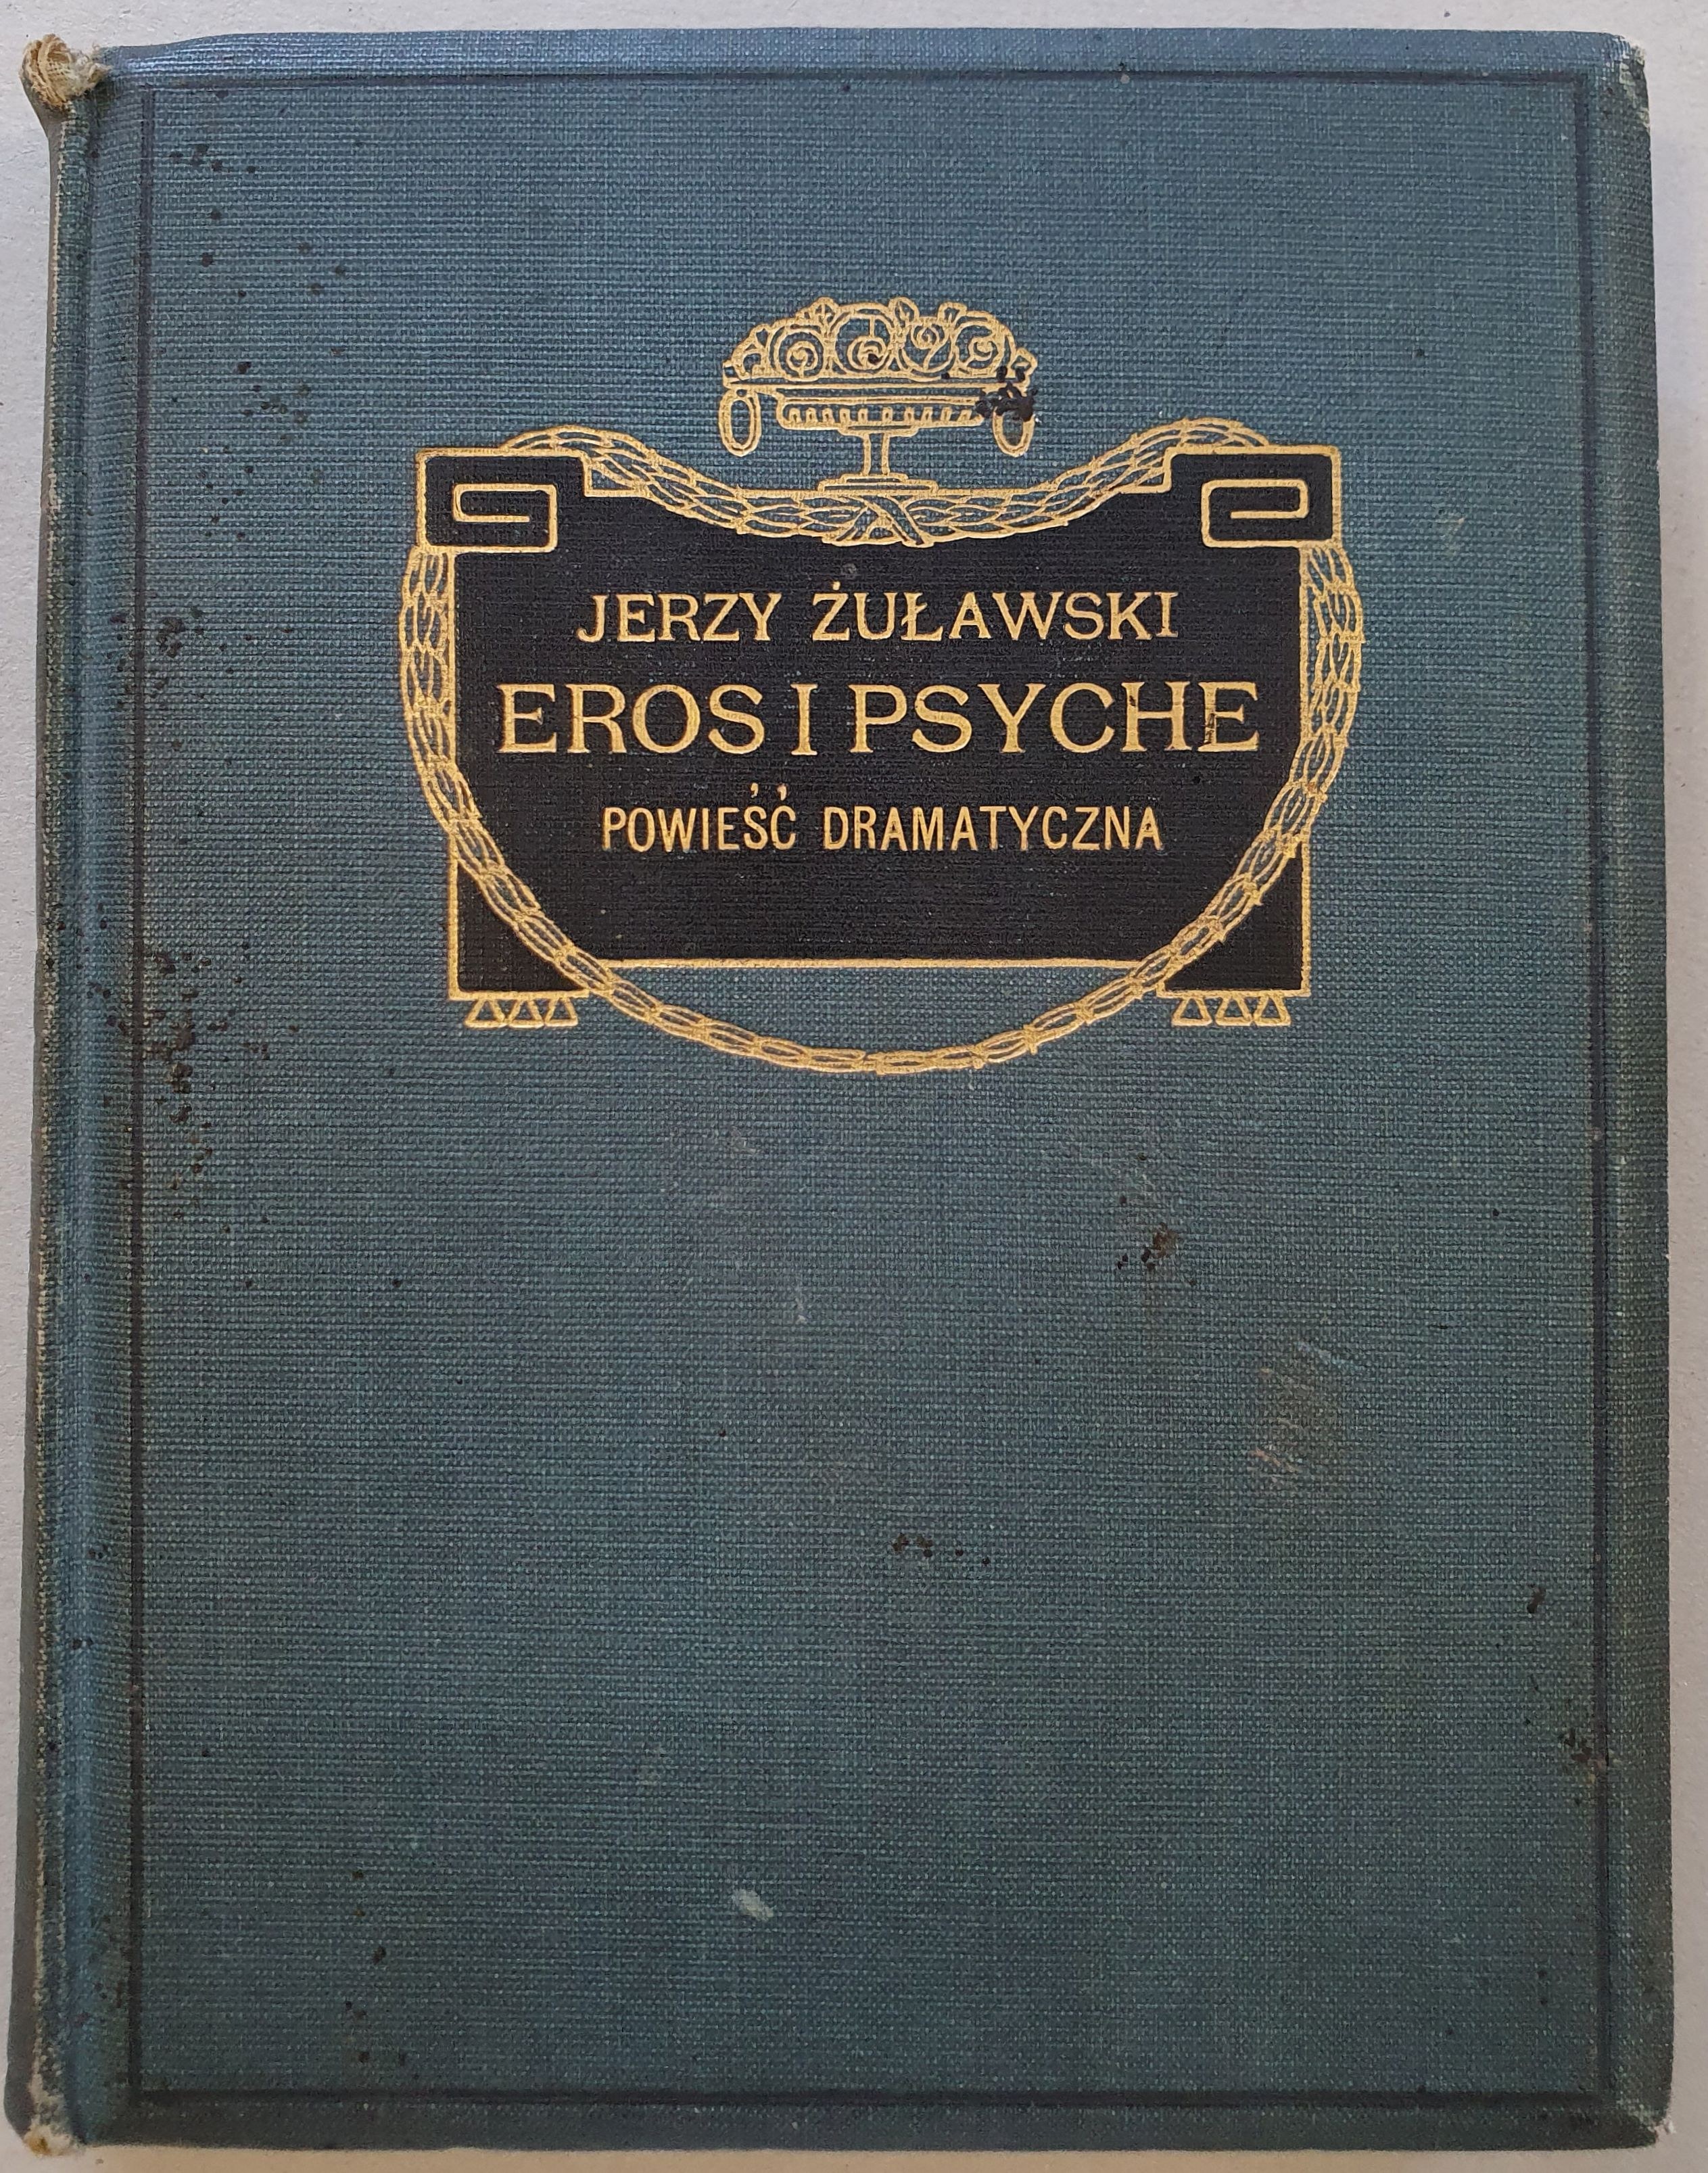 JERZY ŻUŁAWSKI
EROS I PSYCHE
POWIEŚĆ DRAMATYCZNA